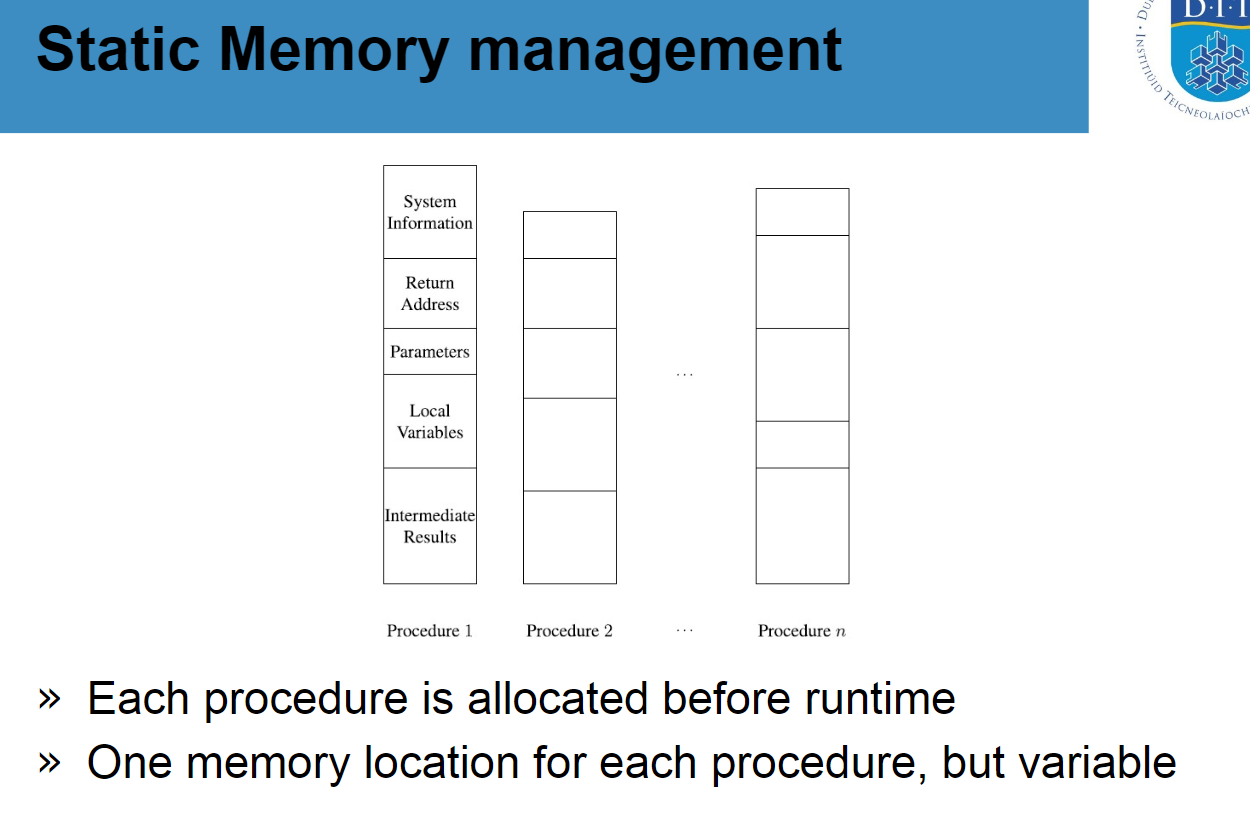 Static Memory management
D·I·T
INSTITIÚID TEICNEOLAÍOCH
System
Information
Return
Address
Parameters
Local
Variables
Intermediate
Results
...
Procedure 1
Procedure 2
...
Procedure n
» Each procedure is allocated before runtime
» One memory location for each procedure, but variable